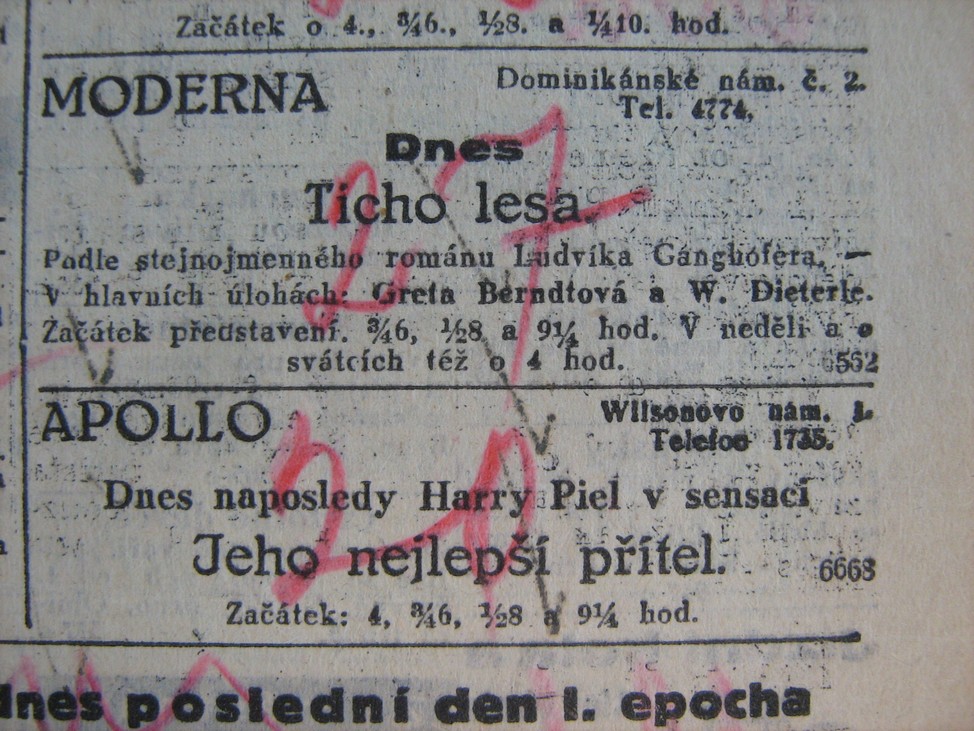 Začátek o 4., ¾6., ½8. a ¼10. hod.
MODERNA
Dominikánské nám. č. 2.
Tel. 4774.
Dnes
Ticho lesa.
Podle stejnojmenného románu Ludvíka Ganghofera. —
V hlavních úlohách: Greta Berndtová a W. Dieterle.
Začátek představení. ¾6, ½8 a 9¼ hod. V neděli a o
svátcích též o 4 hod. 562
APOLLO
Wilsonovo nám. 1.
Telefon 1735.
Dnes naposledy Harry Piel v sensaci
Jeho nejlepší přítel. 6668
Začátek: 4, ¾6, ½8 a 9¼ hod.
dnes poslední den I. epocha
27
20